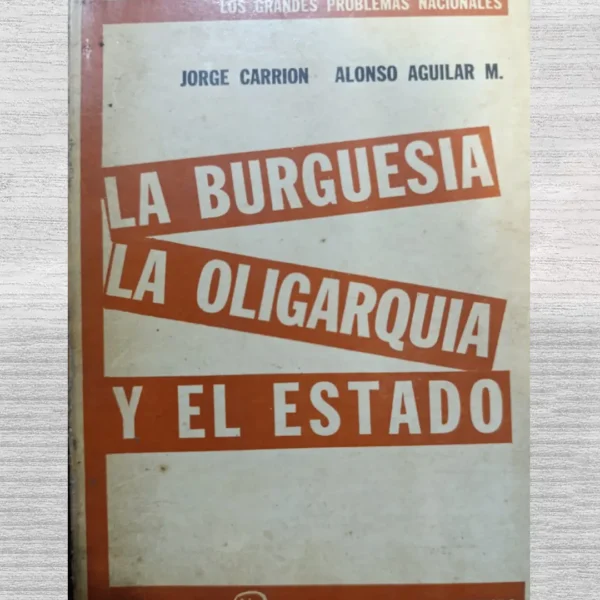 LOS GRANDES PROBLEMAS NACIONALES
JORGE CARRION ALONSO AGUILAR M.
LA BURGUESIA
LA OLIGARQUIA
Y EL ESTADO